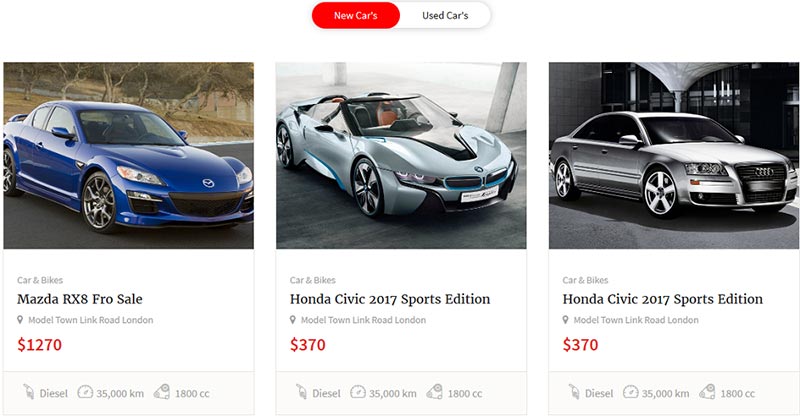 New Car's
Used Car's
Car & Bikes
Mazda RX8 Fro Sale
Model Town Link Road London
$1270
Diesel
35,000 km
1800 cc
Car & Bikes
Honda Civic 2017 Sports Edition
Model Town Link Road London
$370
Diesel
35,000 km
1800 cc
Car & Bikes
Honda Civic 2017 Sports Edition
Model Town Link Road London
$370
Diesel
35,000 km
1800 cc